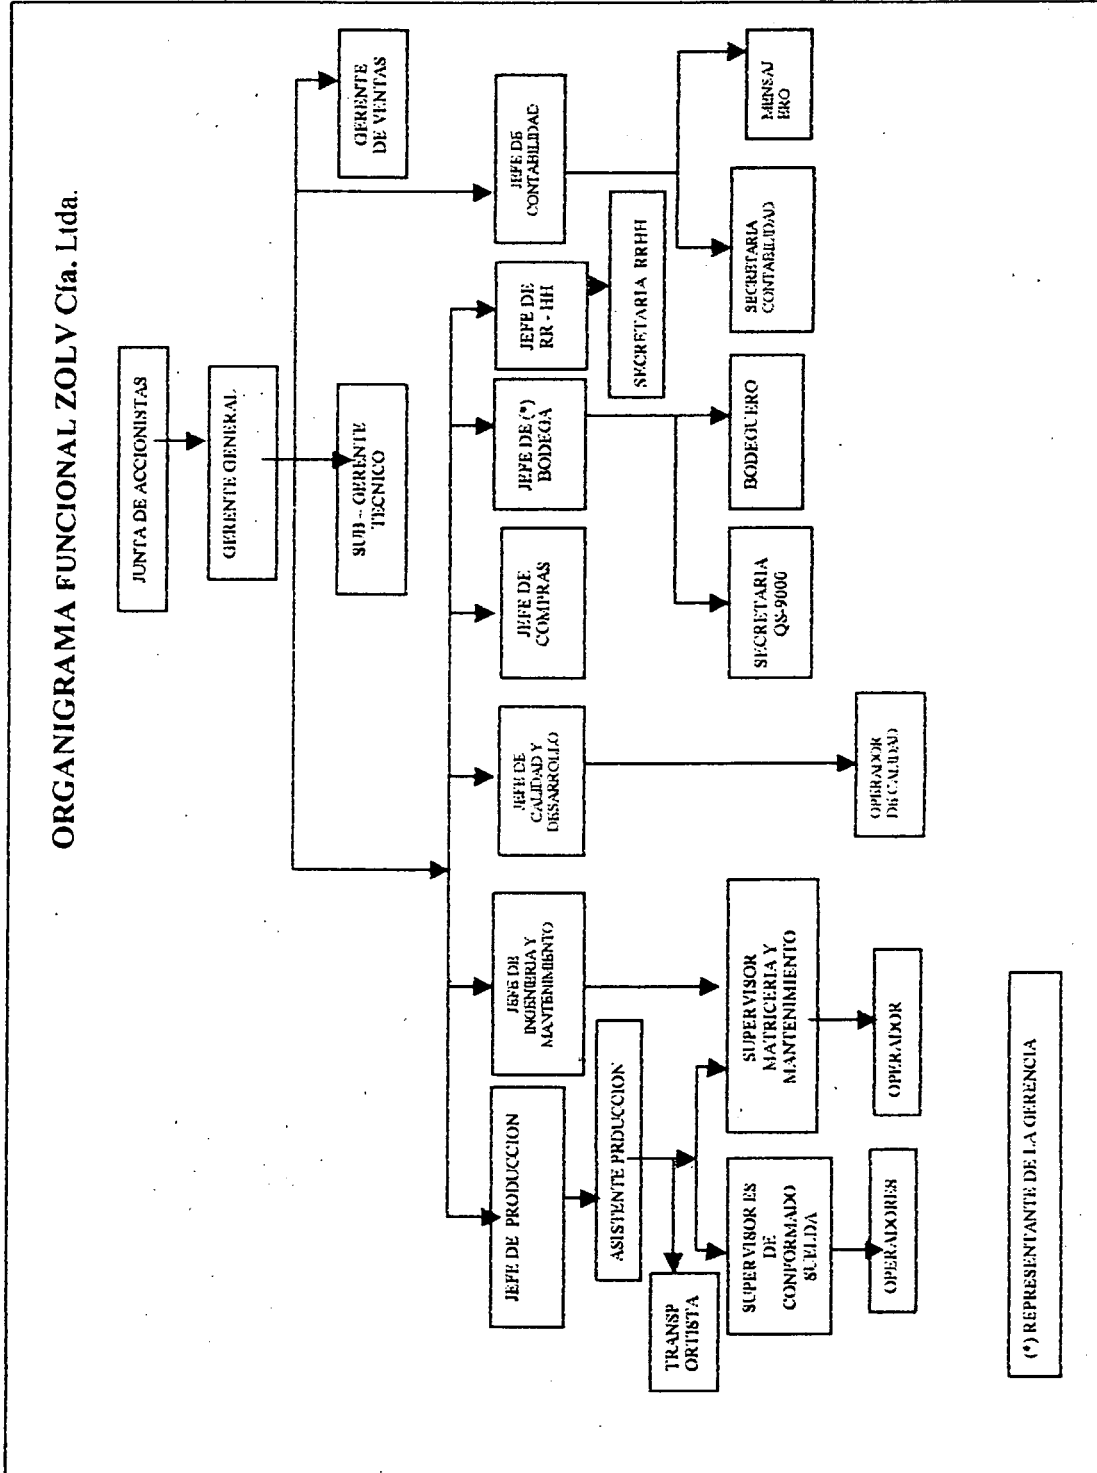 ORGANIGRAMA FUNCIONAL ZOLV Cía. Ltda.
JUNTA DE ACCIONISTAS
GERENTE GENERAL
SUB – GERENTE
TECNICO
GERENTE
DE VENTAS
JEFE DE PRODUCCION
JEFE DE
INGENIERIA Y
MANTENIMIENTO
JEFE DE
CALIDAD Y
DESARROLLO
JEFE DE
COMPRAS
JEFE DE (*)
BODEGA
JEFE DE
RR - HH
JEFE DE
CONTABILIDAD
ASISTENTE PRDUCCION
SECRETARIA RRHH
TRANSP
ORTISTA
SUPERVISOR ES
DE
CONFORMADO
SUELDA
SUPERVISOR
MATRICERIA Y
MANTENIMIENTO
SECRETARIA
QS-9000
BODEGUERO
SECRETARIA
CONTABILIDAD
MENSAJ
ERO
OPERADORES
OPERADOR
OPERADOR
DE CALIDAD
(*) REPRESENTANTE DE LA GERENCIA